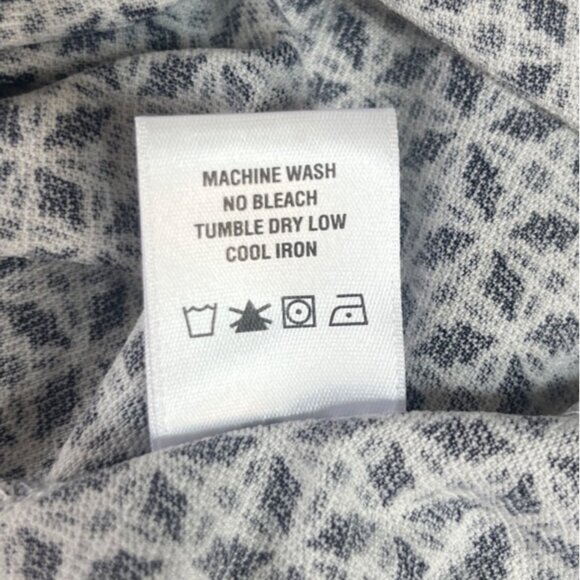 MACHINE WASH
NO BLEACH
TUMBLE DRY LOW
COOL IRON